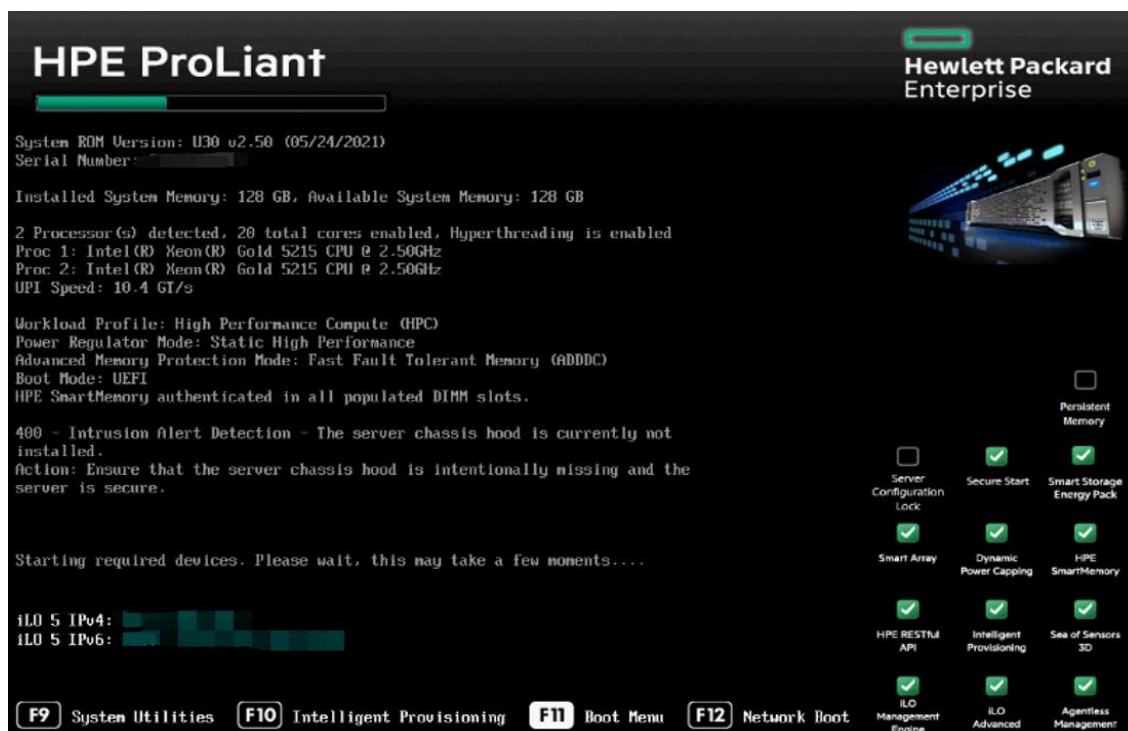 HPE ProLiant
Hewlett Packard
Enterprise
System ROM Version: U30 v2.50 (05/24/2021)
Serial Number:
Installed System Memory: 128 GB, Available System Memory: 128 GB
2 Processor(s) detected, 20 total cores enabled, Hyperthreading is enabled
Proc 1: Intel(R) Xeon(R) Gold 5215 CPU @ 2.50GHz
Proc 2: Intel(R) Xeon(R) Gold 5215 CPU @ 2.50GHz
UPI Speed: 10.4 GT/s
Workload Profile: High Performance Compute (HPC)
Power Regulator Mode: Static High Performance
Advanced Memory Protection Mode: Fast Fault Tolerant Memory (ADDDC)
Boot Mode: UEFI
HPE SmartMemory authenticated in all populated DIMM slots.
400 - Intrusion Alert Detection - The server chassis hood is currently not
installed.
Action: Ensure that the server chassis hood is intentionally missing and the
server is secure.
Starting required devices. Please wait, this may take a few moments....
iLO 5 IPv4:
iLO 5 IPv6:
Persistent
Memory
Server
Configuration
Lock
Secure Start
Smart Storage
Energy Pack
Smart Array
Dynamic
Power Capping
HPE
SmartMemory
HPE RESTful
API
Intelligent
Provisioning
Sea of Sensors
3D
iLO
Management
Engine
iLO
Advanced
Agentless
Management
F9 System Utilities F10 Intelligent Provisioning F11 Boot Menu F12 Network Boot